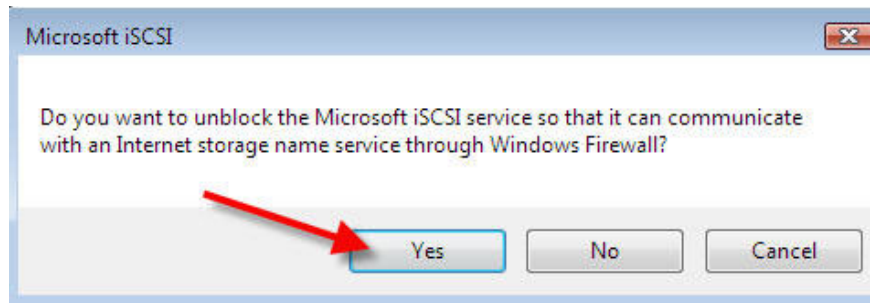 Microsoft iSCSI
Do you want to unblock the Microsoft iSCSI service so that it can communicate
with an Internet storage name service through Windows Firewall?
Yes
No
Cancel